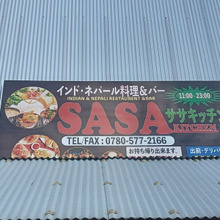 インド・ネパール料理&バー
INDIAN & NEPALI RESTAURENT &BAR
11:00 - 23:00
SASA
ササキッチ
KITCHEN
TEL/FAX : 0780-577-2166
お持ち帰り出来ます。
出前・デリバ